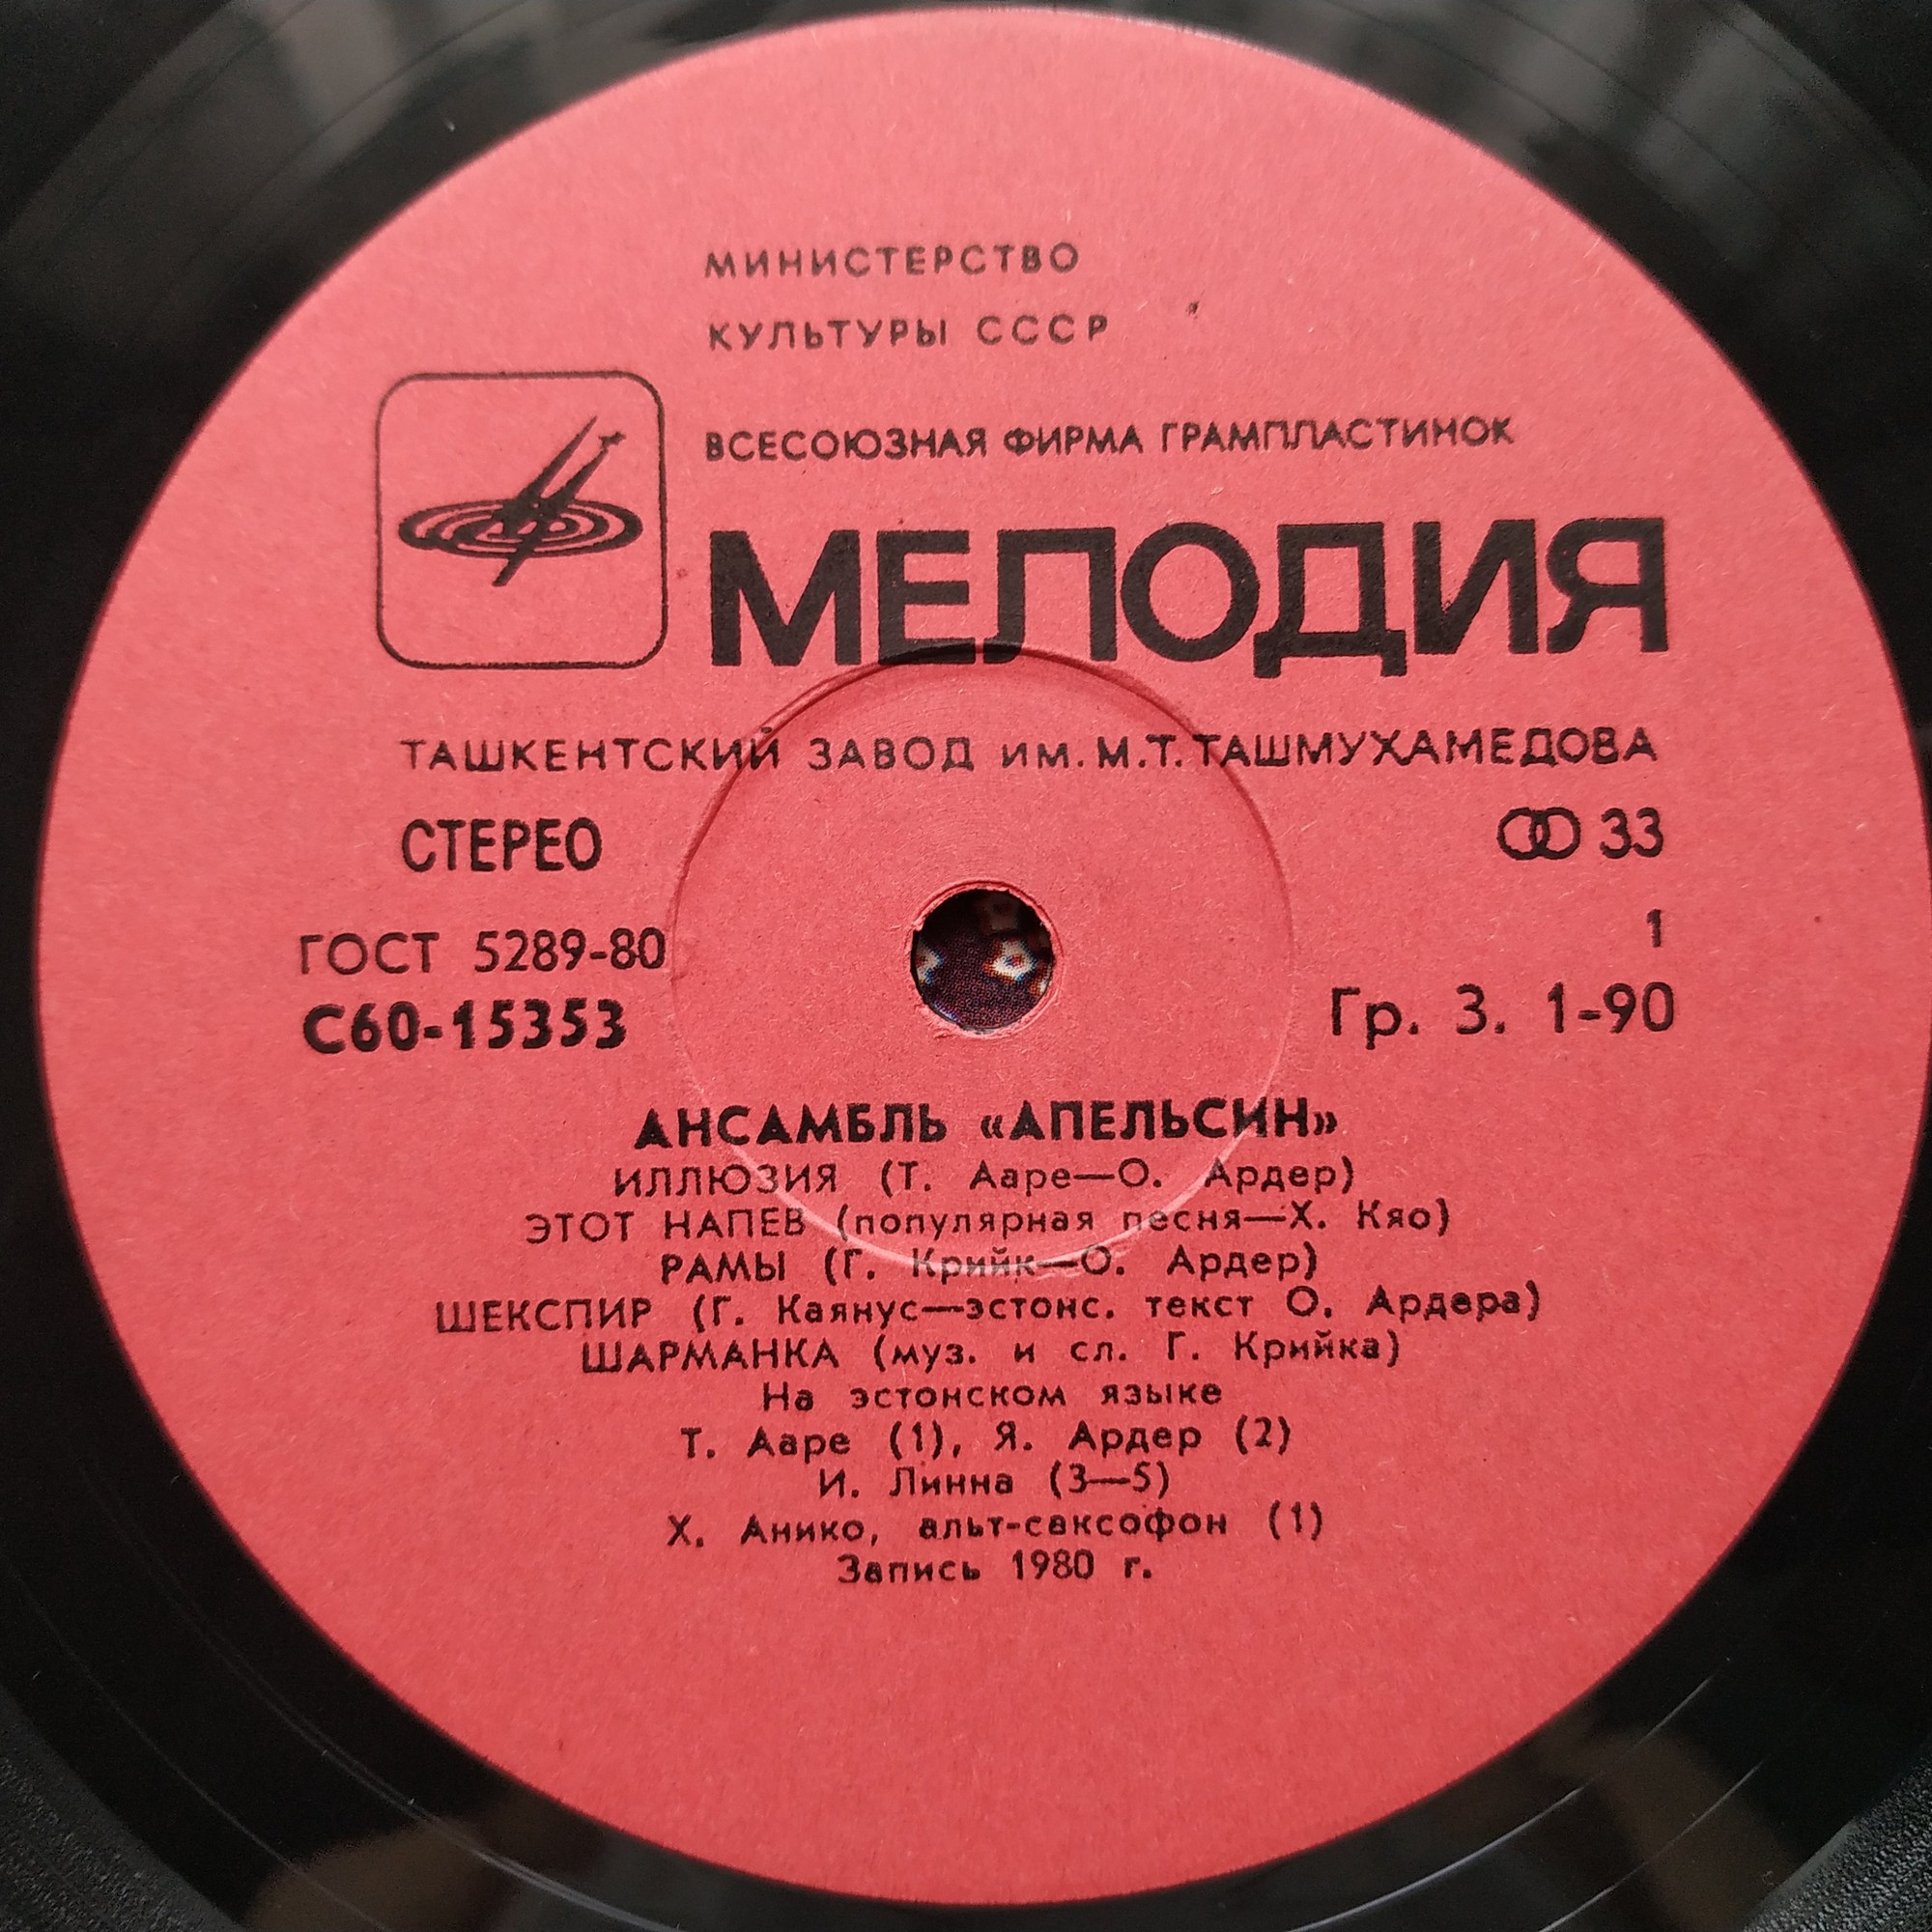 МИНИСТЕРСТВО
КУЛЬТУРЫ СССР
ВСЕСОЮЗНАЯ ФИРМА ГРАМПЛАСТИНОК
МЕЛОДИЯ
ТАШКЕНТСКИЙ ЗАВОД ИМ. М.Т. ТАШМУХАМЕДОВА
СТЕРЕО 33
1
ГОСТ 5289-80
С60-15353 Гр. 3. 1-90
АНСАМБЛЬ «АПЕЛЬСИН»
ИЛЛЮЗИЯ (Т. Ааре—О. Ардер)
ЭТОТ НАПЕВ (популярная песня—Х. Кяо)
РАМЫ (Г. Крийк—О. Ардер)
ШЕКСПИР (Г. Каянус—эстонс. текст О. Ардера)
ШАРМАНКА (муз. и сл. Г. Крийка)
На эстонском языке
Т. Ааре (1), Я. Ардер (2)
И. Линна (3—5)
Х. Анико, альт-саксофон (1)
Запись 1980 г.